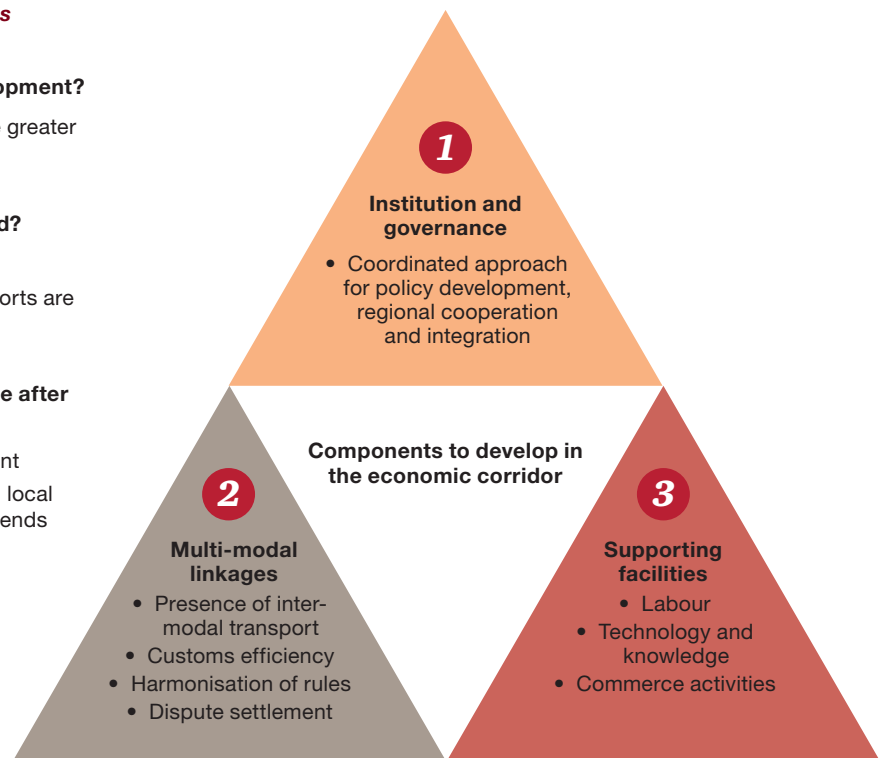 s
opment?
greater
d?
orts are
e after
nt
local
ends
1
Institution and
governance
• Coordinated approach
for policy development,
regional cooperation
and integration
Components to develop in
the economic corridor
2
Multi-modal
linkages
• Presence of inter-
modal transport
• Customs efficiency
• Harmonisation of rules
• Dispute settlement
3
Supporting
facilities
• Labour
• Technology and
knowledge
• Commerce activities